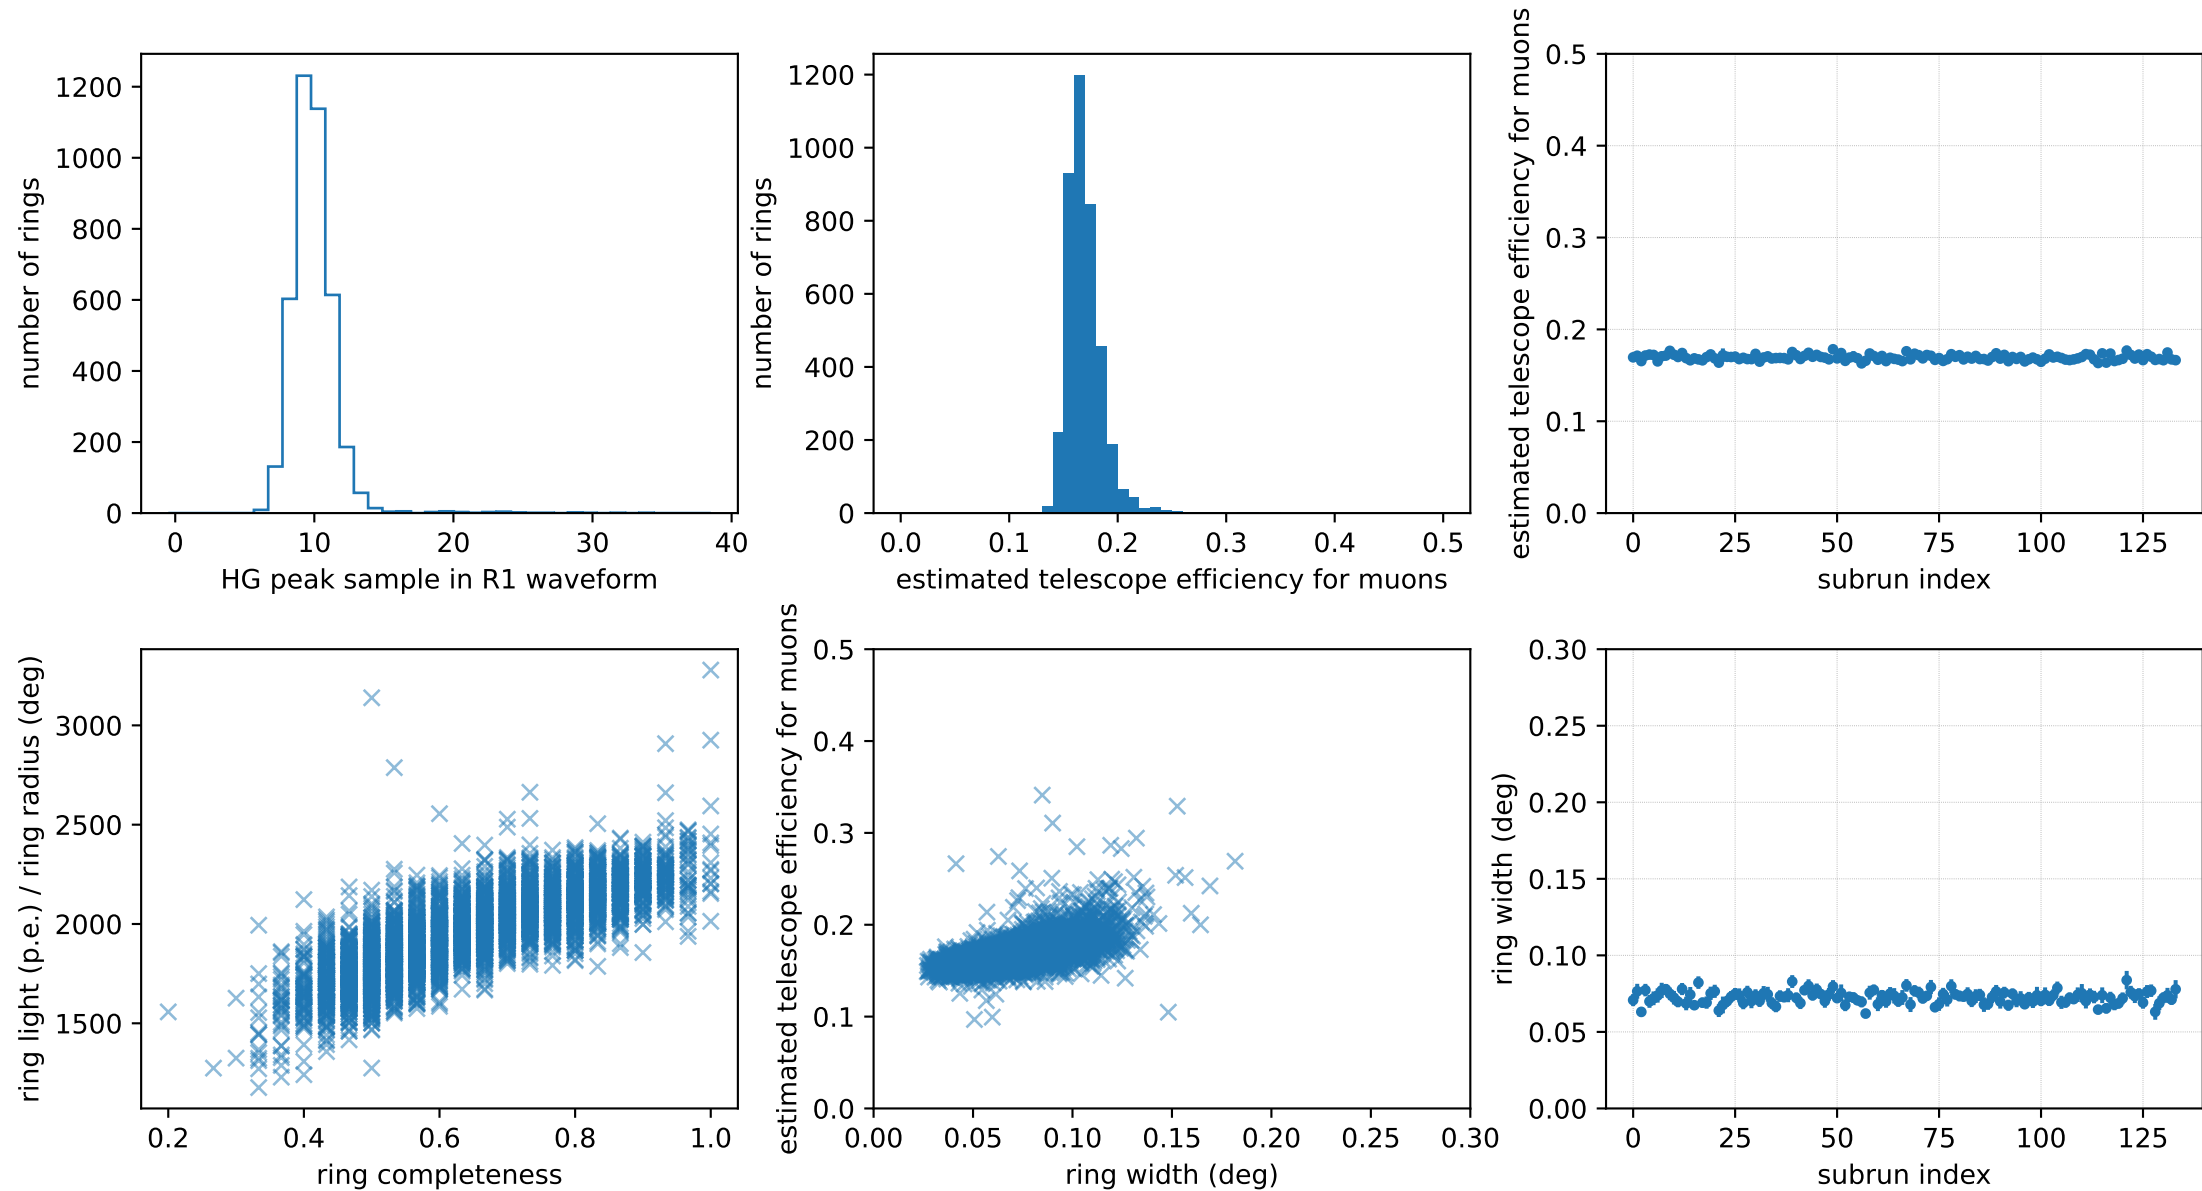 1200
1000
800
600
400
200
0
number of rings
0 10 20 30 40
HG peak sample in R1 waveform
1200
1000
800
600
400
200
0
number of rings
0.0 0.1 0.2 0.3 0.4 0.5
estimated telescope efficiency for muons
0.5
0.4
0.3
0.2
0.1
0.0
estimated telescope efficiency for muons
0 25 50 75 100 125
subrun index
3000
2500
2000
1500
ring light (p.e.) / ring radius (deg)
0.2 0.4 0.6 0.8 1.0
ring completeness
0.5
0.4
0.3
0.2
0.1
0.0
estimated telescope efficiency for muons
0.00 0.05 0.10 0.15 0.20 0.25 0.30
ring width (deg)
0.30
0.25
0.20
0.15
0.10
0.05
0.00
ring width (deg)
0 25 50 75 100 125
subrun index